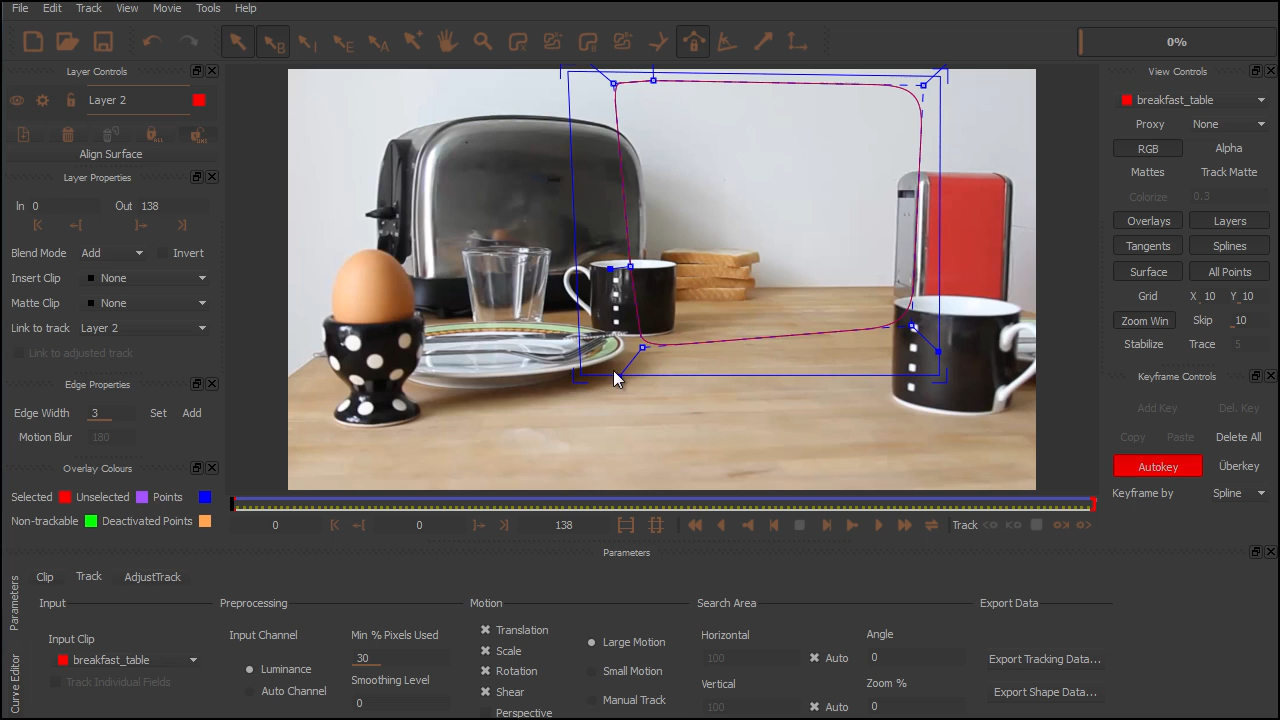 File Edit Track View Movie Tools Help
0%
Layer Controls
Layer 2
Align Surface
Layer Properties
In 0 Out 138
Blend Mode Add Invert
Insert Clip None
Matte Clip None
Link to track Layer 2
Link to adjusted track
Edge Properties
Edge Width 3 Set Add
Motion Blur 180
Overlay Colours
Selected Unselected Points
Non-trackable Deactivated Points
View Controls
breakfast_table
Proxy None
RGB Alpha
Mattes Track Matte
Colorize 0.3
Overlays Layers
Tangents Splines
Surface All Points
Grid X 10 Y 10
Zoom Win Skip 10
Stabilize Trace 5
Keyframe Controls
Add Key Del. Key
Copy Paste Delete All
Autokey Überkey
Keyframe by Spline
0 0 138 Track
Parameters
Parameters
Curve Editor
Clip Track AdjustTrack
Input Preprocessing Motion Search Area Export Data
Input Clip
breakfast_table
Track Individual Fields
Input Channel
Luminance
Auto Channel
Min % Pixels Used
30
Smoothing Level
0
Translation
Scale
Rotation
Shear
Perspective
Large Motion
Small Motion
Manual Track
Horizontal
100 Auto
Vertical
100 Auto
Angle
0
Zoom %
0
Export Tracking Data...
Export Shape Data...